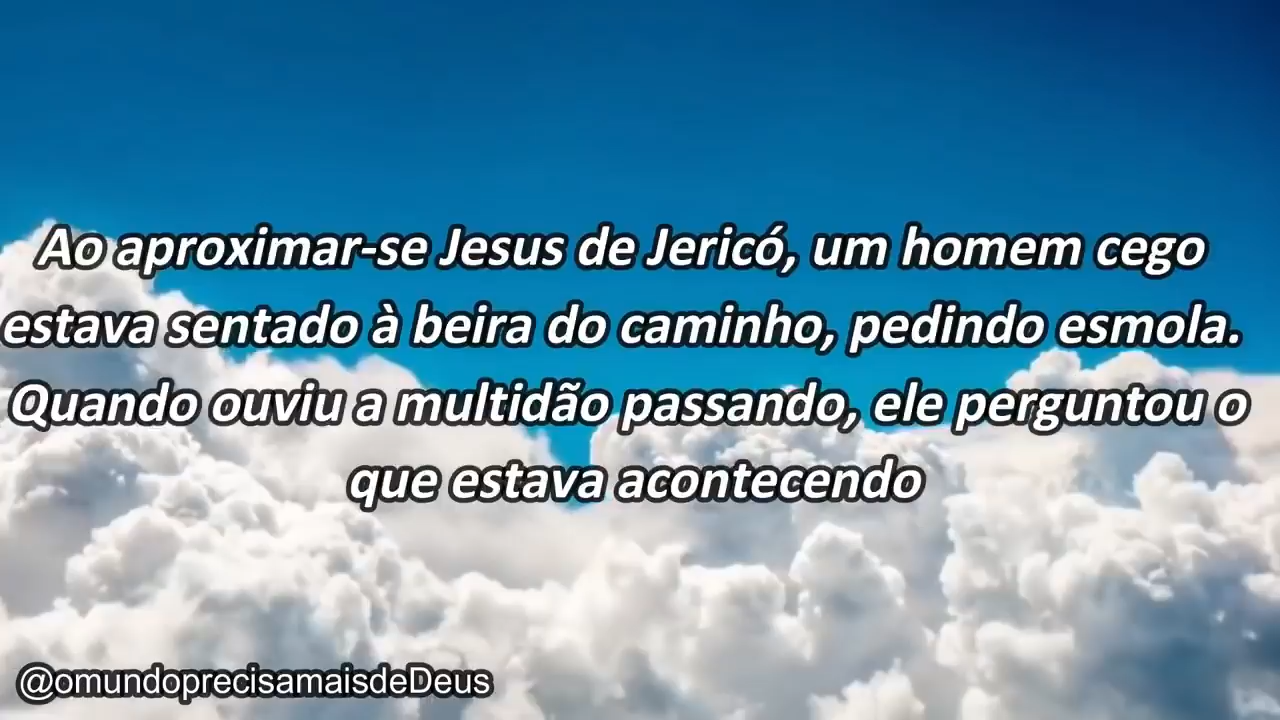 Ao aproximar-se Jesus de Jericó, um homem cego
estava sentado à beira do caminho, pedindo esmola.
Quando ouviu a multidão passando, ele perguntou o
que estava acontecendo
@omundoprecisamaisdeDeus